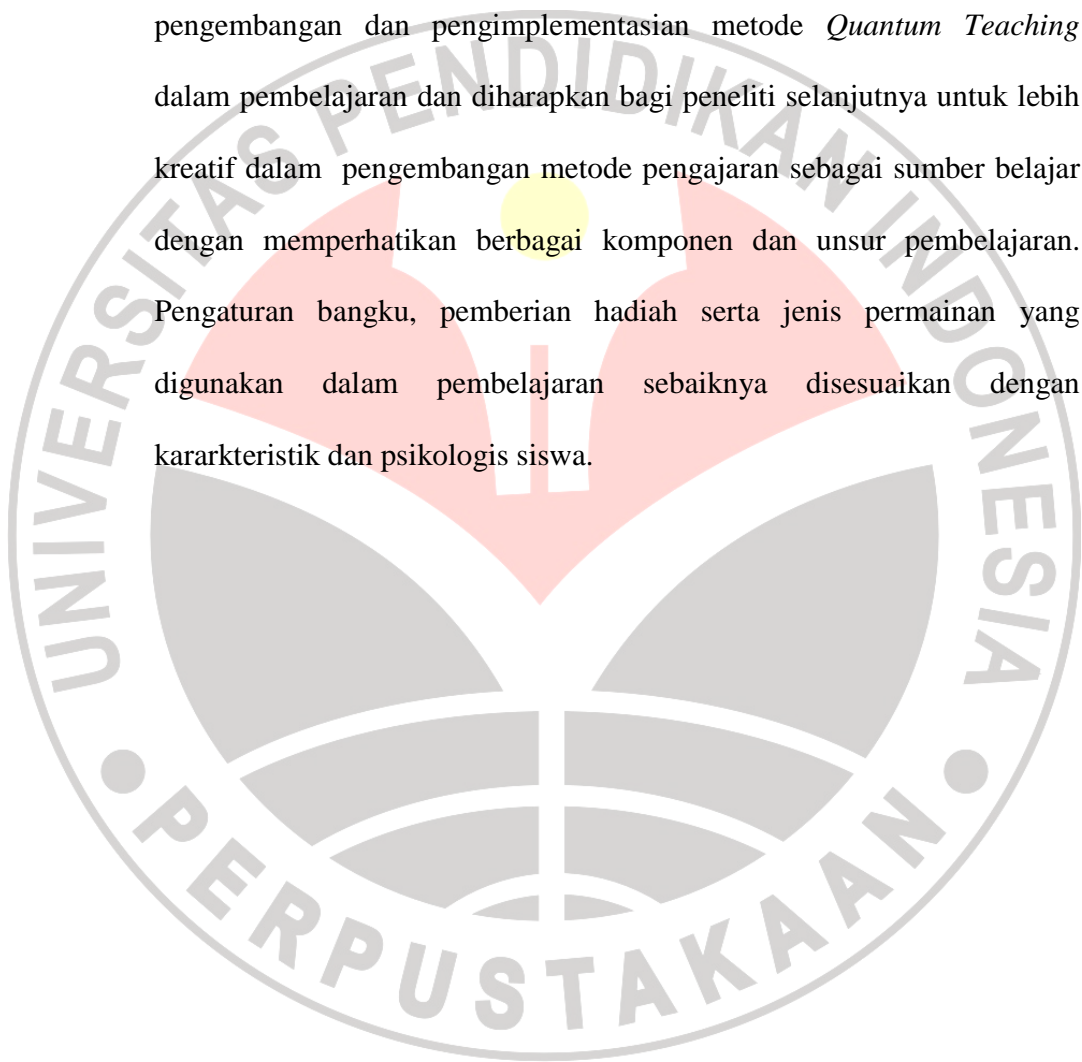 pengembangan dan pengimplementasian metode Quantum Teaching
dalam pembelajaran dan diharapkan bagi peneliti selanjutnya untuk lebih
kreatif dalam pengembangan metode pengajaran sebagai sumber belajar
dengan memperhatikan berbagai komponen dan unsur pembelajaran.
Pengaturan bangku, pemberian hadiah serta jenis permainan yang
digunakan dalam pembelajaran sebaiknya disesuaikan dengan
kararkteristik dan psikologis siswa.
UNIVERSITAS PENDIDIKAN INDONESIA
PERPUSTAKAAN